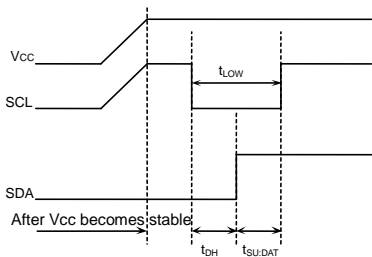 Vcc
tLOW
SCL
SDA
After Vcc becomes stable
tDH
tSU:DAT